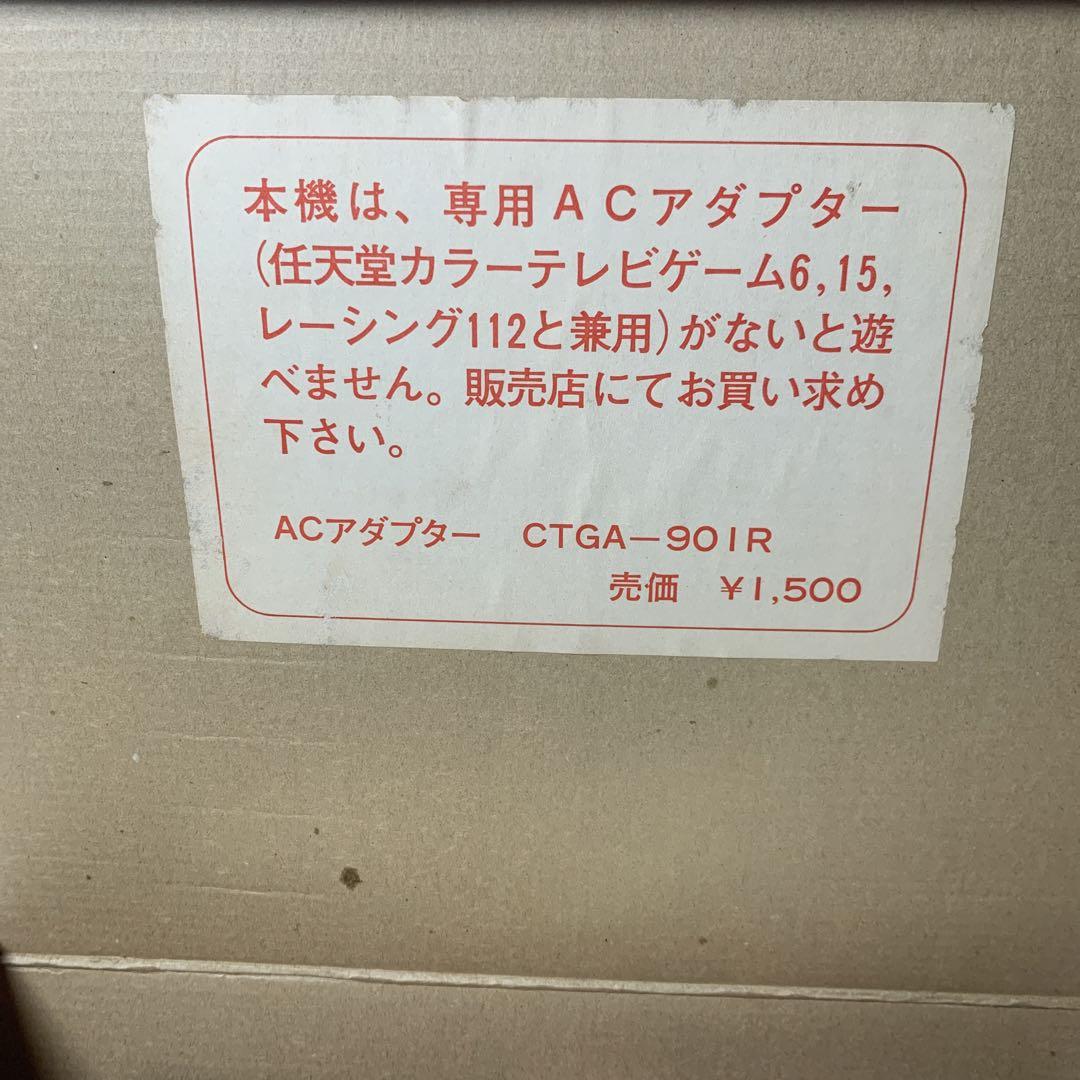 本機は、専用ACアダプター
(任天堂カラーテレビゲーム6,15,
レーシング112と兼用)がないと遊
べません。販売店にてお買い求め
下さい。
ACアダプター CTGA-901R
売価 ¥1,500